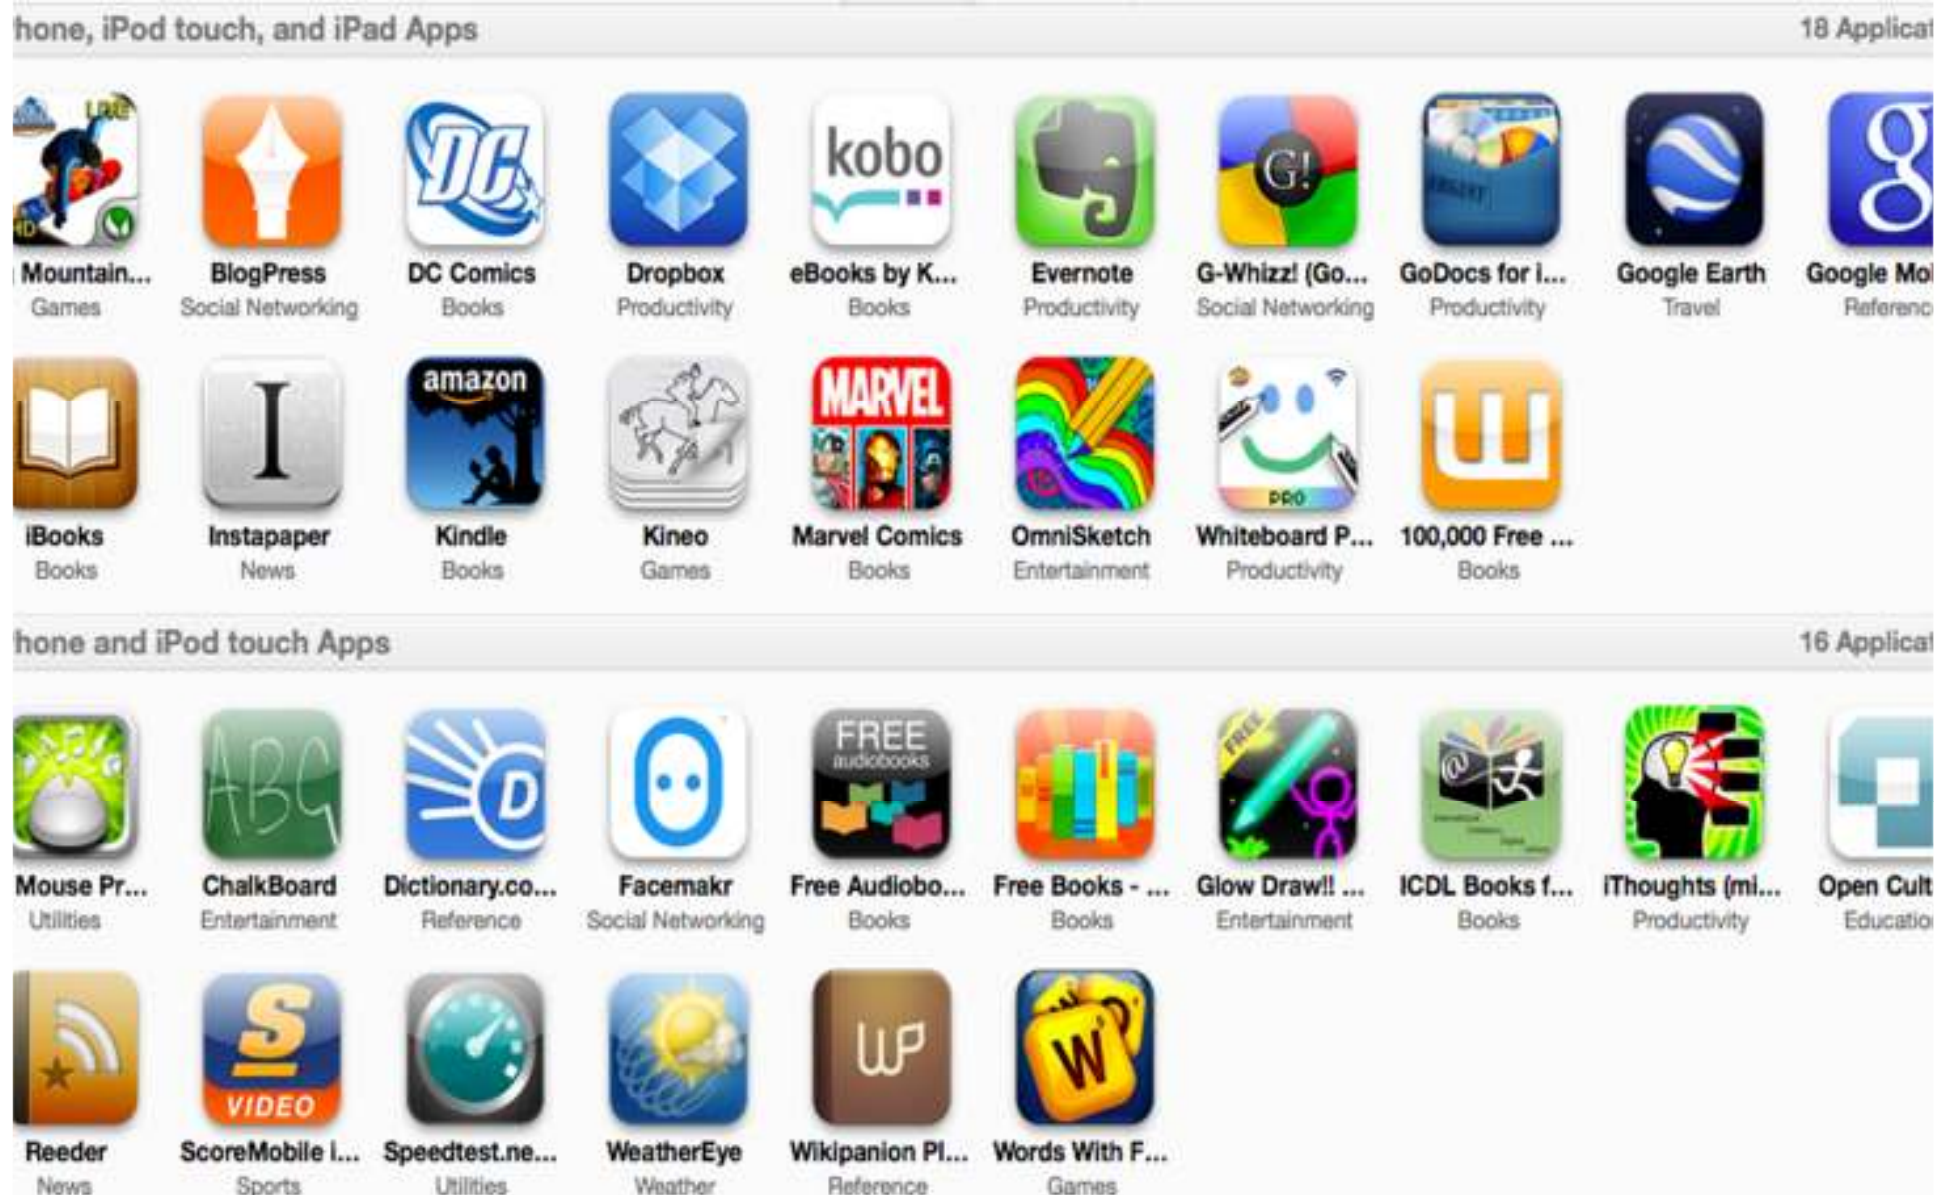 hone, iPod touch, and iPad Apps 18 Applicat
LITE
HD
DC
kobo
G!
g
Mountain... BlogPress DC Comics Dropbox eBooks by K... Evernote G-Whizz! (Go... GoDocs for i... Google Earth Google Mo
Games Social Networking Books Productivity Books Productivity Social Networking Productivity Travel Referenc
I
amazon
MARVEL
PRO
w
iBooks Instapaper Kindle Kineo Marvel Comics OmniSketch Whiteboard P... 100,000 Free ...
Books News Books Games Books Entertainment Productivity Books
hone and iPod touch Apps 16 Applicat
ABC
D
FREE
audiobooks
FREE
@
Mouse Pr... ChalkBoard Dictionary.co... Facemakr Free Audiobo... Free Books - ... Glow Draw!! ... ICDL Books f... iThoughts (mi... Open Cult
Utilities Entertainment Reference Social Networking Books Books Entertainment Books Productivity Educatio
S
VIDEO
WP
W
Reeder ScoreMobile i... Speedtest.ne... WeatherEye Wikipanion Pl... Words With F...
News Sports Utilities Weather Reference Games